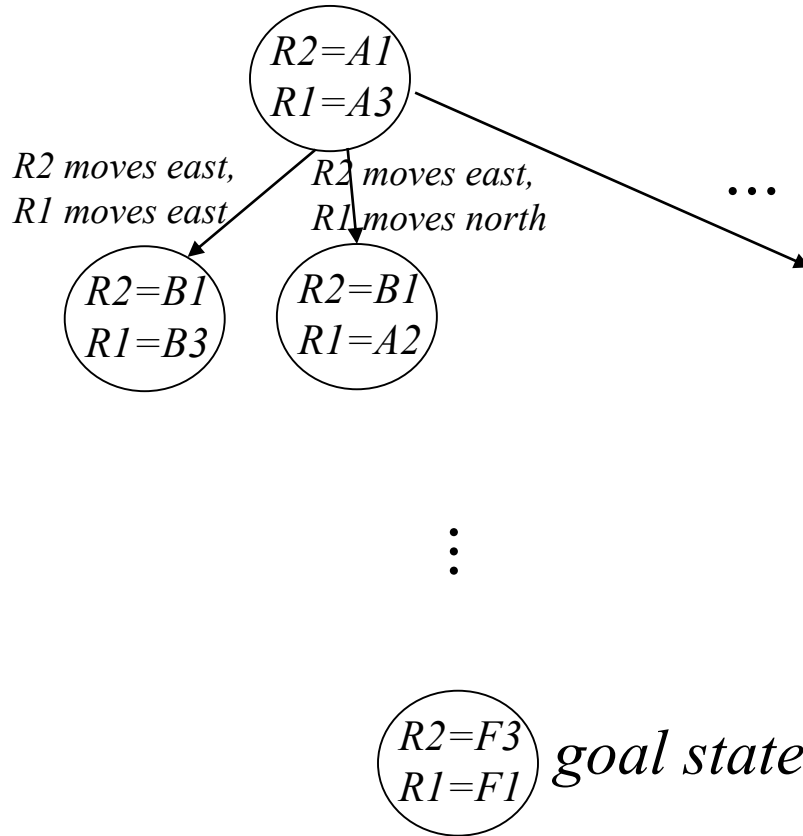 R2=A1
R1=A3
R2 moves east,
R1 moves east
R2 moves east,
R1 moves north
...
R2=B1
R1=B3
R2=B1
R1=A2
⋮
R2=F3
R1=F1
goal state